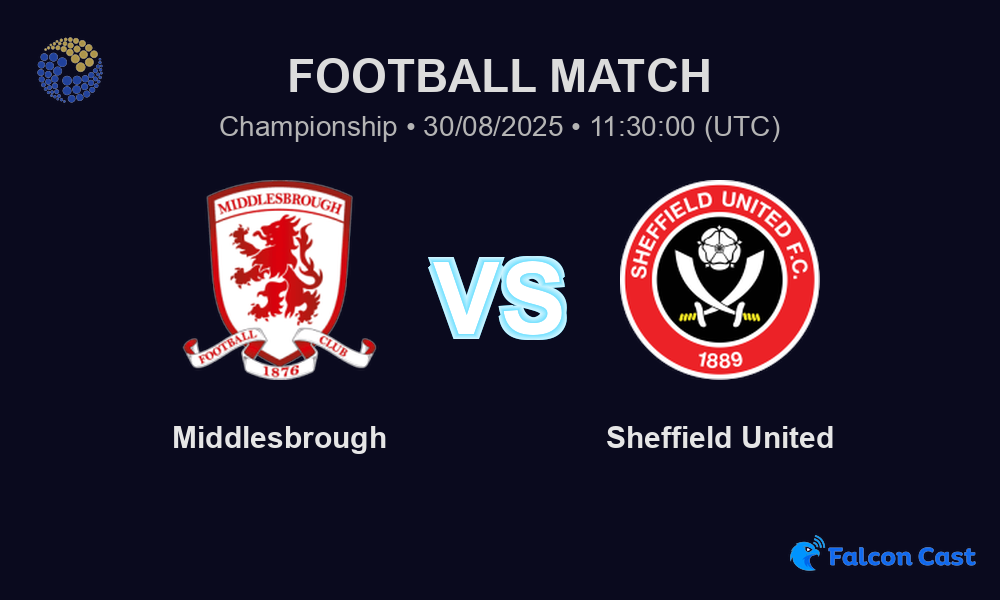 FOOTBALL MATCH
Championship • 30/08/2025 • 11:30:00 (UTC)
MIDDLESBROUGH
FOOTBALL CLUB
1876
VS
SHEFFIELD UNITED F.C.
1889
Middlesbrough
Sheffield United
Falcon Cast